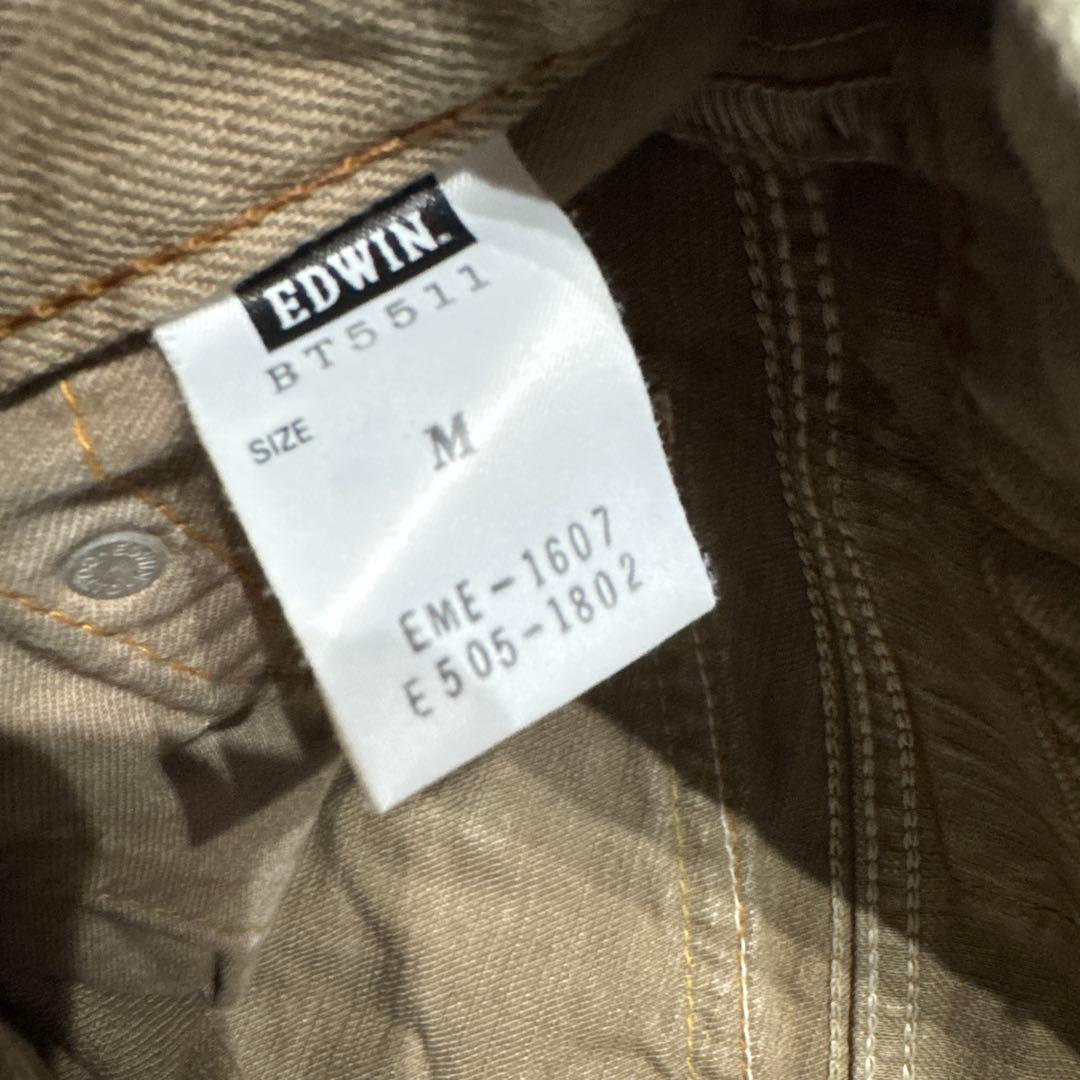 EDWIN.
BT5511
SIZE
M
EME-1607
E505-1802